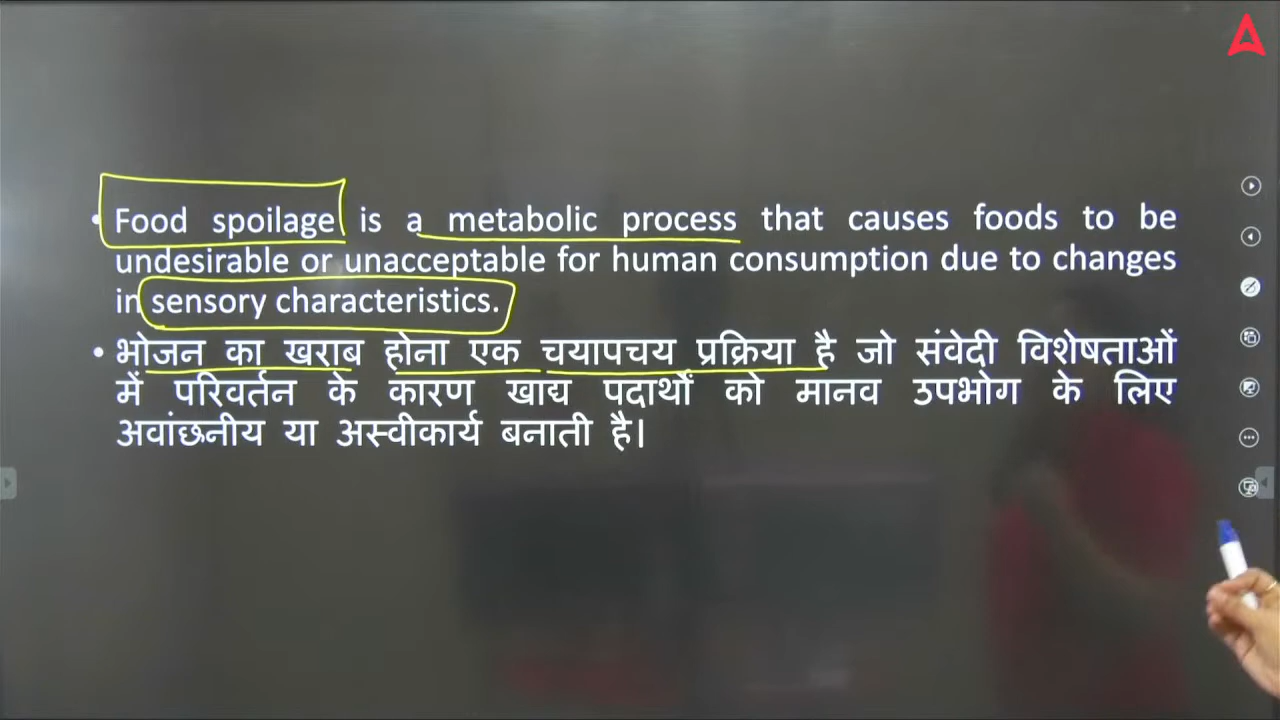 • Food spoilage is a metabolic process that causes foods to be
undesirable or unacceptable for human consumption due to changes
in sensory characteristics.
• भोजन का खराब होना एक चयापचय प्रक्रिया है जो संवेदी विशेषताओं
में परिवर्तन के कारण खाद्य पदार्थों को मानव उपभोग के लिए
अवांछनीय या अस्वीकार्य बनाती है।